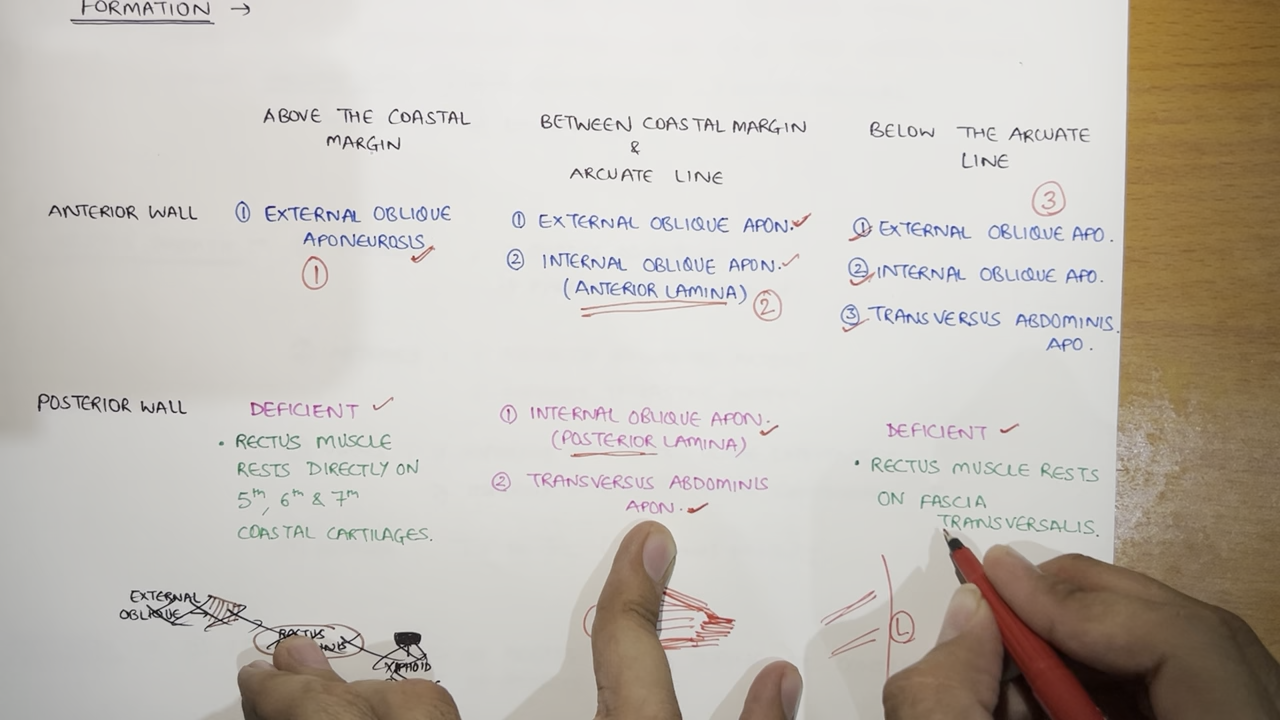 FORMATION →
ABOVE THE COASTAL
MARGIN
BETWEEN COASTAL MARGIN
&
ARCUATE LINE
BELOW THE ARCUATE
LINE
ANTERIOR WALL
① EXTERNAL OBLIQUE
APONEUROSIS
①
① EXTERNAL OBLIQUE APON.
② INTERNAL OBLIQUE APON.
(ANTERIOR LAMINA)
②
③
① EXTERNAL OBLIQUE APO.
② INTERNAL OBLIQUE APO.
③ TRANSVERSUS ABDOMINIS.
APO.
POSTERIOR WALL
DEFICIENT
• RECTUS MUSCLE
RESTS DIRECTLY ON
5th, 6th & 7th
COASTAL CARTILAGES.
① INTERNAL OBLIQUE APON.
(POSTERIOR LAMINA)
② TRANSVERSUS ABDOMINIS
APON.
DEFICIENT
• RECTUS MUSCLE RESTS
ON FASCIA
TRANSVERSALIS.
EXTERNAL
OBLIQUE
RECTUS
XIPHOID
L